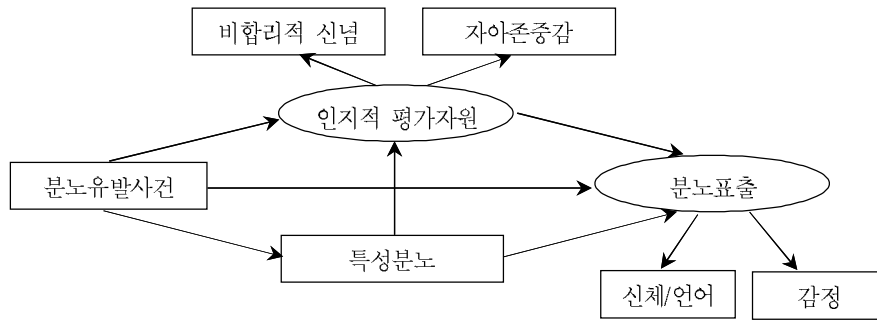 비합리적 신념
자아존중감
인지적 평가자원
분노유발사건
분노표출
특성분노
신체/언어
감정